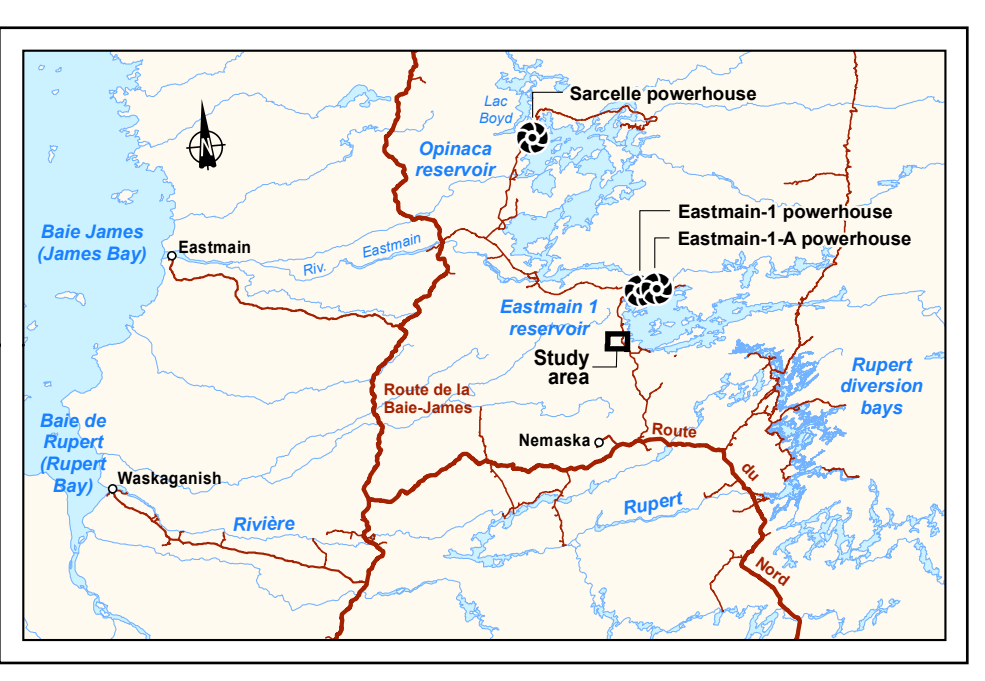 Sarcelle powerhouse
Lac
Boyd
N
Opinaca
reservoir
Eastmain-1 powerhouse
Eastmain-1-A powerhouse
Baie James
(James Bay)
Eastmain
Riv. Eastmain
Eastmain 1
reservoir
Study
area
Rupert
diversion
bays
Route de la
Baie-James
Baie de
Rupert
(Rupert
Bay)
Nemaska
Route du Nord
Waskaganish
Rivière Rupert